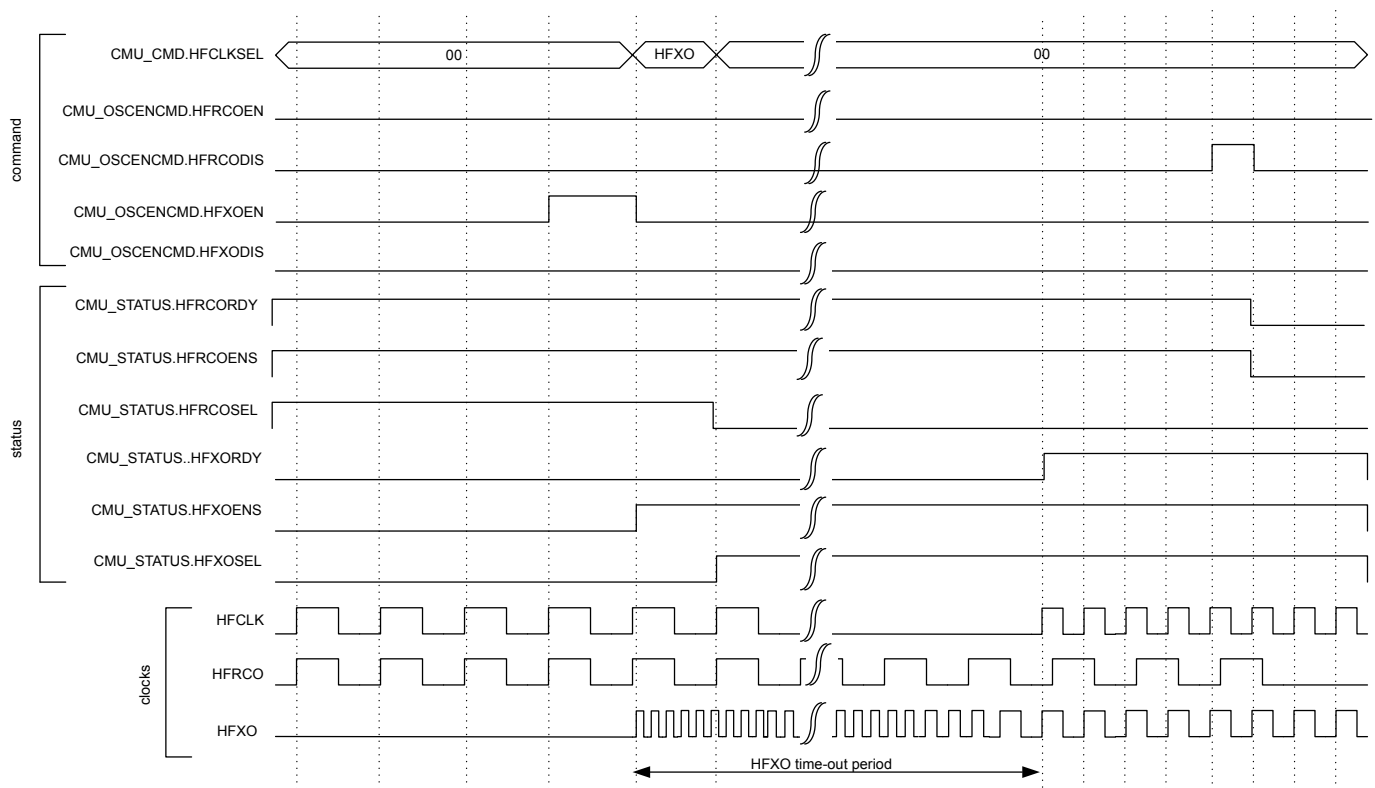 CMU_CMD.HFCLKSEL
00
HFXO
00
command
CMU_OSCENCMD.HFRCOEN
CMU_OSCENCMD.HFRCODIS
CMU_OSCENCMD.HFXOEN
CMU_OSCENCMD.HFXODIS
status
CMU_STATUS.HFRCORDY
CMU_STATUS.HFRCOENS
CMU_STATUS.HFRCOSEL
CMU_STATUS..HFXORDY
CMU_STATUS.HFXOENS
CMU_STATUS.HFXOSEL
clocks
HFCLK
HFRCO
HFXO
HFXO time-out period